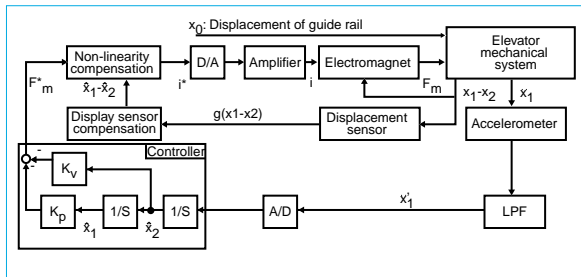 x0: Displacement of guide rail
Non-linearity compensation
D/A
Amplifier
Electromagnet
Elevator mechanical system
F*m
i*
i
Fm
x̂1-x̂2
x1-x2
x1
Display sensor compensation
g(x1-x2)
Displacement sensor
Accelerometer
Controller
-
-
Kv
Kp
x̂1
1/S
x̂2
1/S
A/D
x'1
LPF